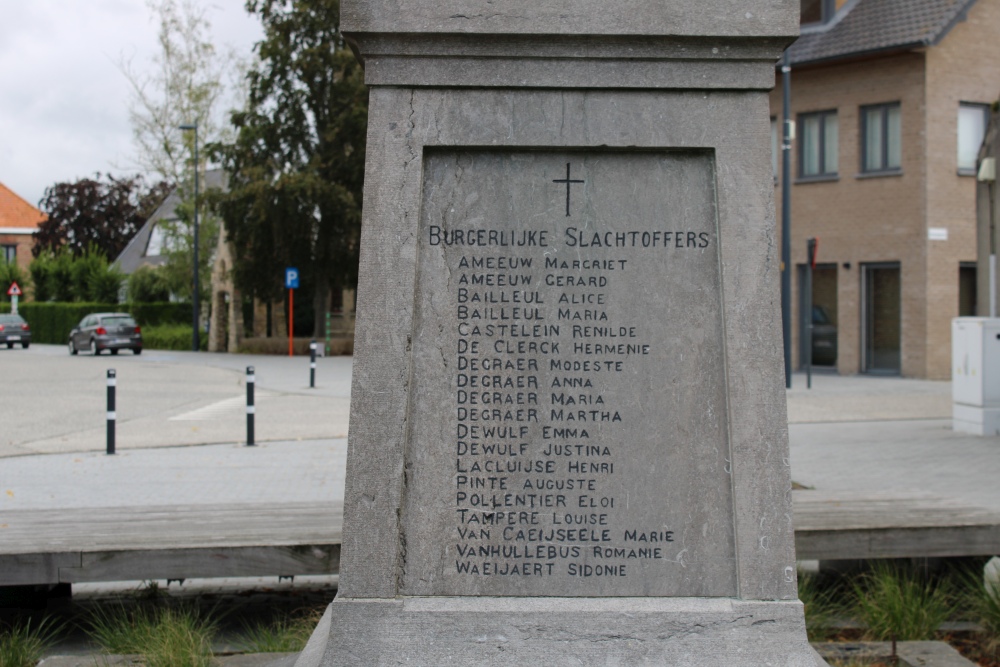 BURGERLIJKE SLACHTOFFERS
AMEEUW MARGRIET
AMEEUW GERARD
BAILLEUL ALICE
BAILLEUL MARIA
CASTELEIN RENILDE
DE CLERCK HERMENIE
DEGRAER MODESTE
DEGRAER ANNA
DEGRAER MARIA
DEGRAER MARTHA
DEWULF EMMA
DEWULF JUSTINA
LACLUIJSE HENRI
PINTE AUGUSTE
POLLENTIER ELOI
TAMPERE LOUISE
VAN CAEIJSEELE MARIE
VANHULLEBUS ROMANIE
WAEIJAERT SIDONIE
P